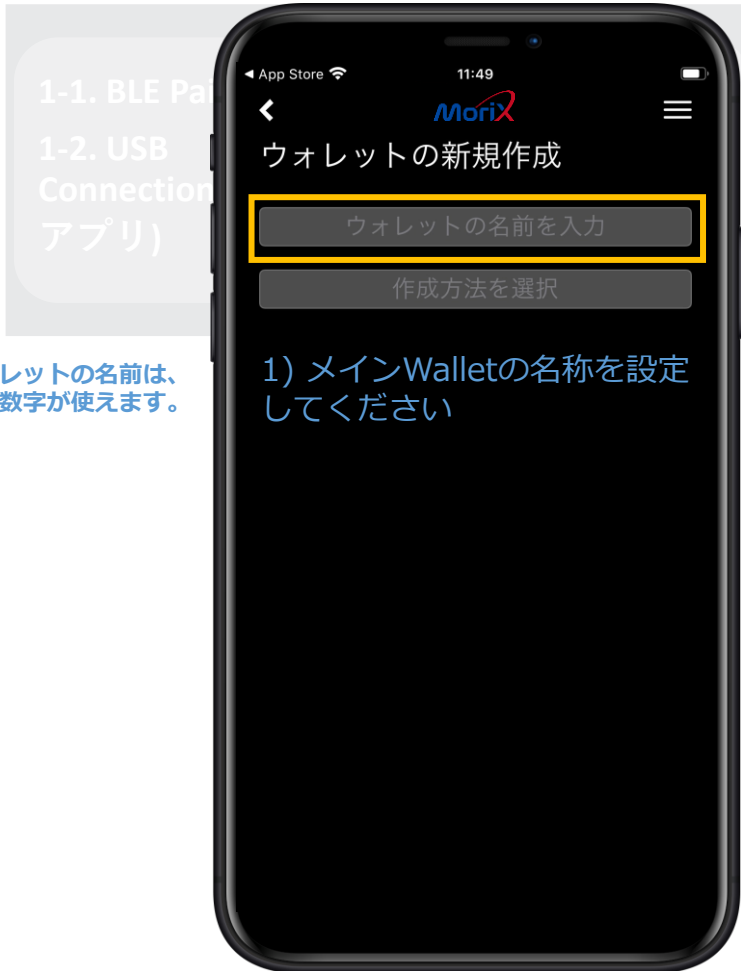 1-1. BLE Pai
1-2. USB
Connection
アプリ)
レットの名前は、
数字が使えます。
App Store
11:49
MoriX
ウォレットの新規作成
ウォレットの名前を入力
作成方法を選択
1) メインWalletの名称を設定
してください